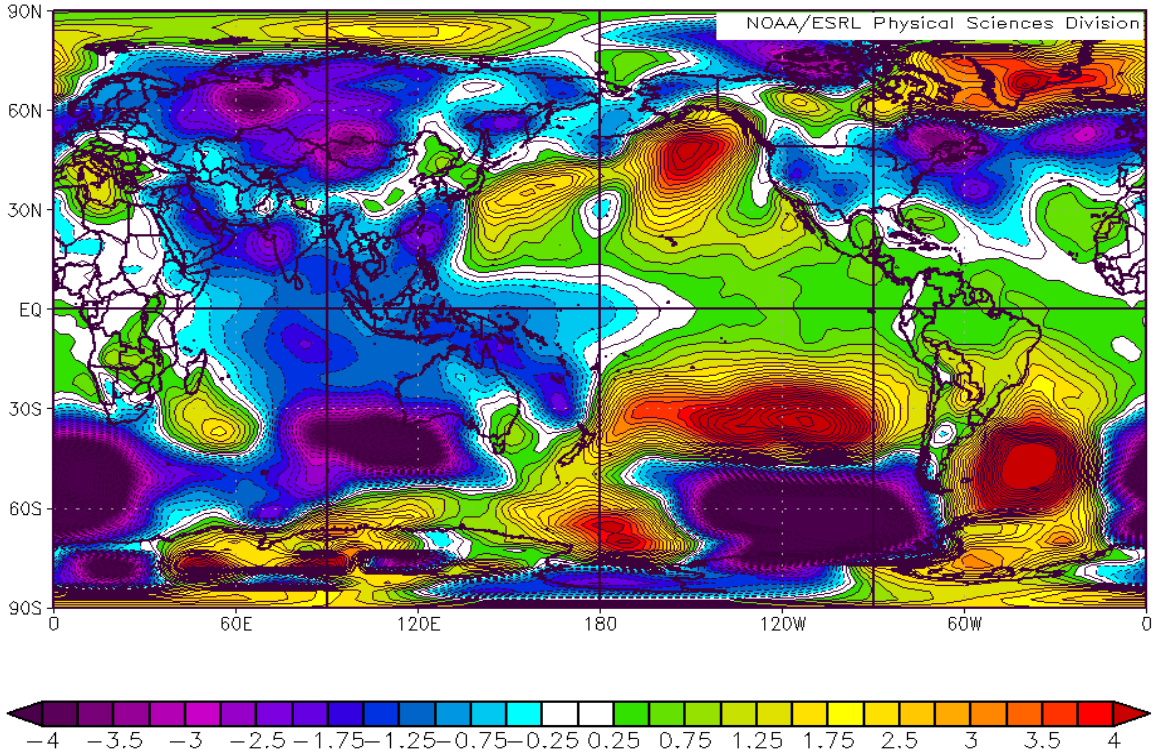 90N
NOAA/ESRL Physical Sciences Division
60N
30N
EQ
30S
60S
90S
0 60E 120E 180 120W 60W 0
−4 −3.5 −3 −2.5 −1.75 −1.25 −0.75 −0.25 0.25 0.75 1.25 1.75 2.5 3 3.5 4